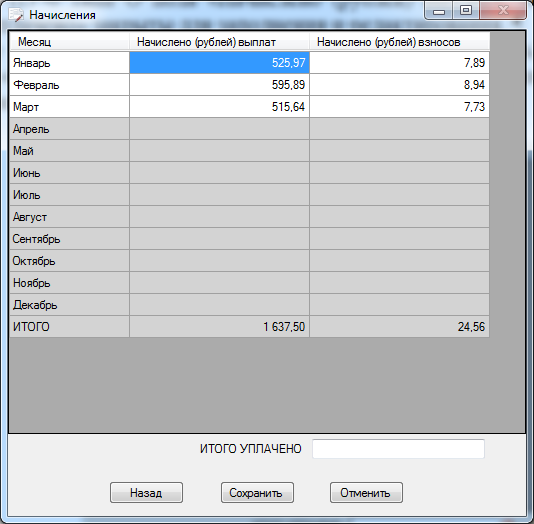 Начисления
Месяц Начислено (рублей) выплат Начислено (рублей) взносов
Январь 525,97 7,89
Февраль 595,89 8,94
Март 515,64 7,73
Апрель
Май
Июнь
Июль
Август
Сентябрь
Октябрь
Ноябрь
Декабрь
ИТОГО 1 637,50 24,56
ИТОГО УПЛАЧЕНО
Назад Сохранить Отменить